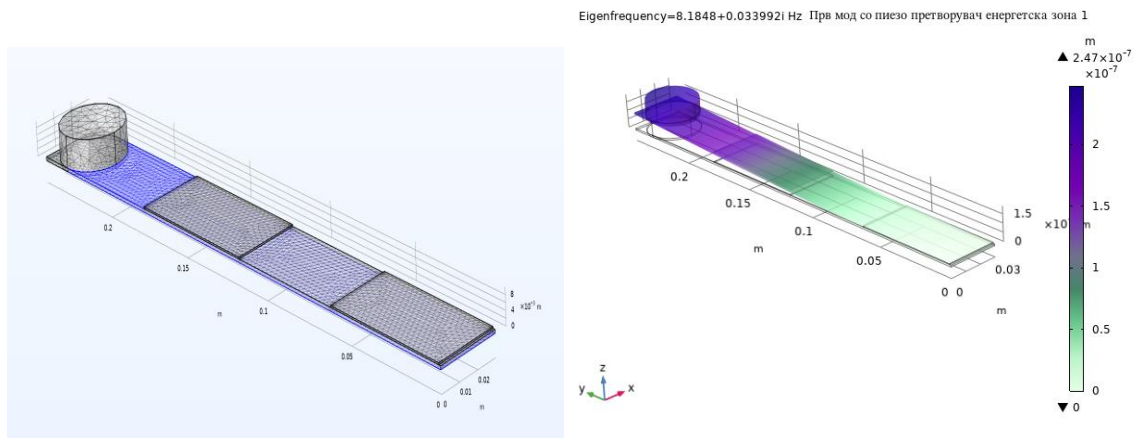 Eigenfrequency=8.1848+0.033992i Hz Прв мод со пиезо претворувач енергетска зона 1
m
▲ 2.47×10⁻⁷
×10⁻⁷
2
1.5
1
0.5
0
▼ 0
0.2
0.15
0.1
0.05
0 0
m
0.03
m
1.5
0
m
z
y
x
0.2
0.15
m
0.1
0.05
0 0
0.01
0.02
m
8
4
0